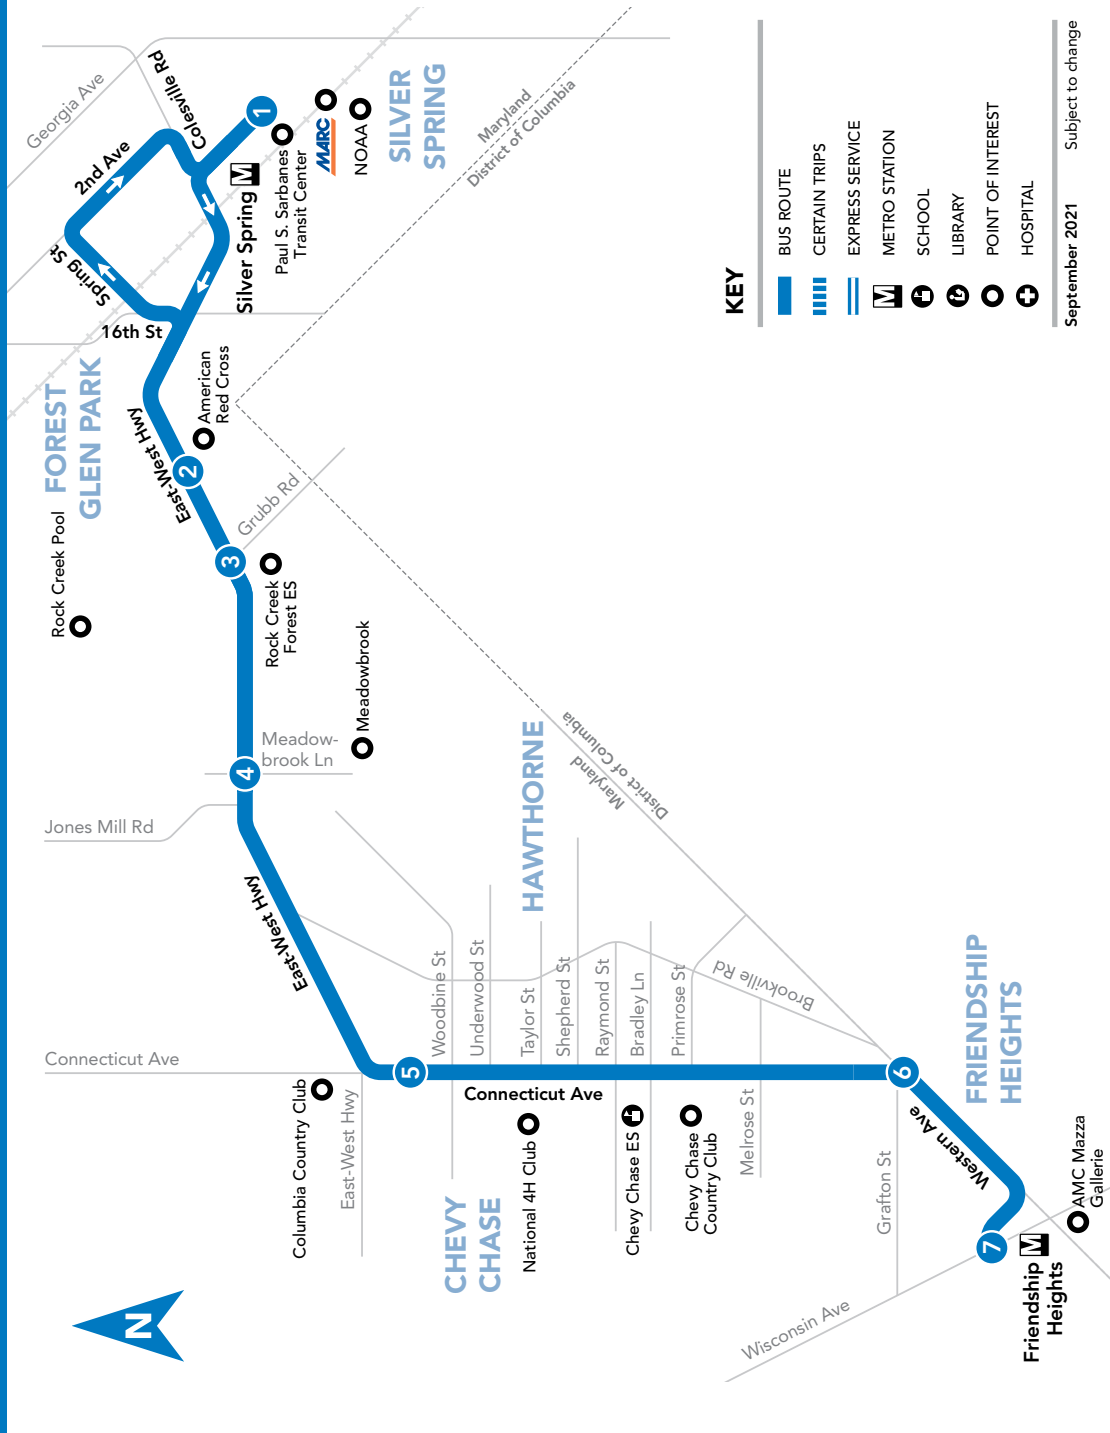 N
Georgia Ave
Colesville Rd
2nd Ave
Spring St
16th St
1
Silver Spring
M
Paul S. Sarbanes
Transit Center
MARC
NOAA
SILVER
SPRING
Maryland
District of Columbia
FOREST
GLEN PARK
East-West Hwy
American
Red Cross
2
Rock Creek Pool
3
Grubb Rd
Rock Creek
Forest ES
Meadowbrook
Meadow-
brook Ln
4
Jones Mill Rd
East-West Hwy
HAWTHORNE
District of Columbia
Maryland
Connecticut Ave
Columbia Country Club
East-West Hwy
5
Woodbine St
Underwood St
Taylor St
Shepherd St
Raymond St
Bradley Ln
Primrose St
Brookville Rd
Connecticut Ave
CHEVY
CHASE
National 4H Club
Chevy Chase ES
Chevy Chase
Country Club
Melrose St
Grafton St
6
Western Ave
FRIENDSHIP
HEIGHTS
Wisconsin Ave
7
M
Friendship
Heights
AMC Mazza
Gallerie
KEY
BUS ROUTE
CERTAIN TRIPS
EXPRESS SERVICE
M
METRO STATION
SCHOOL
LIBRARY
POINT OF INTEREST
HOSPITAL
September 2021
Subject to change